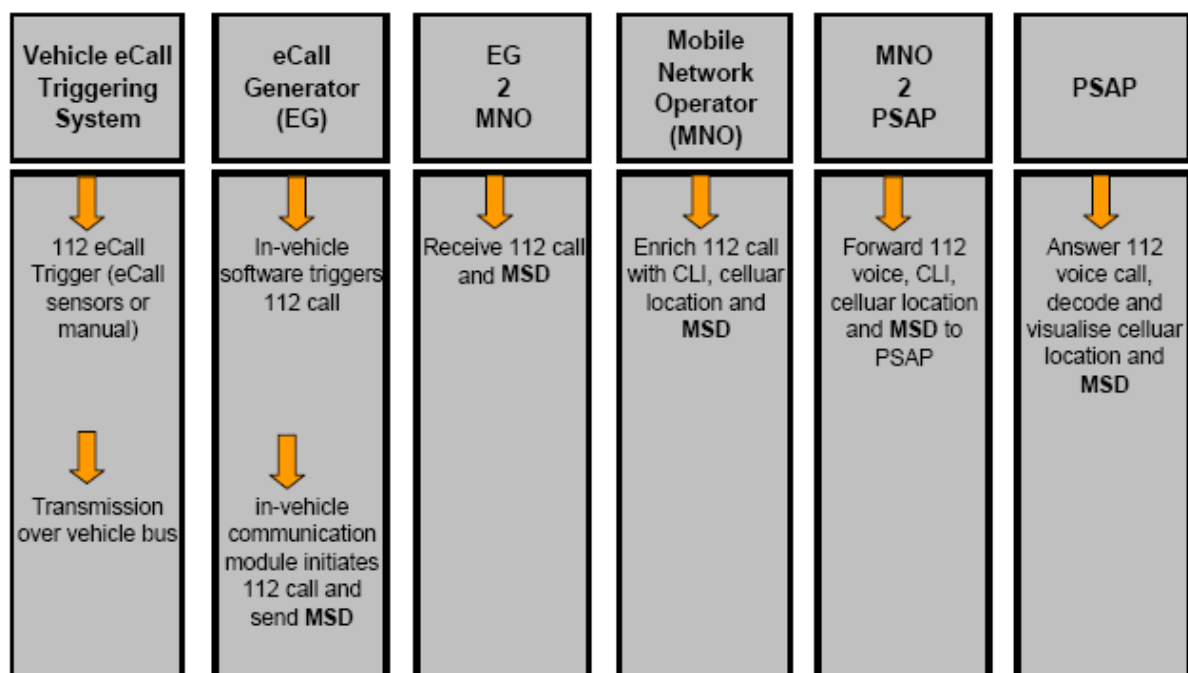 Vehicle eCall
Triggering
System
eCall
Generator
(EG)
EG
2
MNO
Mobile
Network
Operator
(MNO)
MNO
2
PSAP
PSAP
112 eCall
Trigger (eCall
sensors or
manual)
Transmission
over vehicle bus
In-vehicle
software triggers
112 call
in-vehicle
communication
module initiates
112 call and
send MSD
Receive 112 call
and MSD
Enrich 112 call
with CLI, celluar
location and
MSD
Forward 112
voice, CLI,
celluar location
and MSD to
PSAP
Answer 112
voice call,
decode and
visualise celluar
location and
MSD